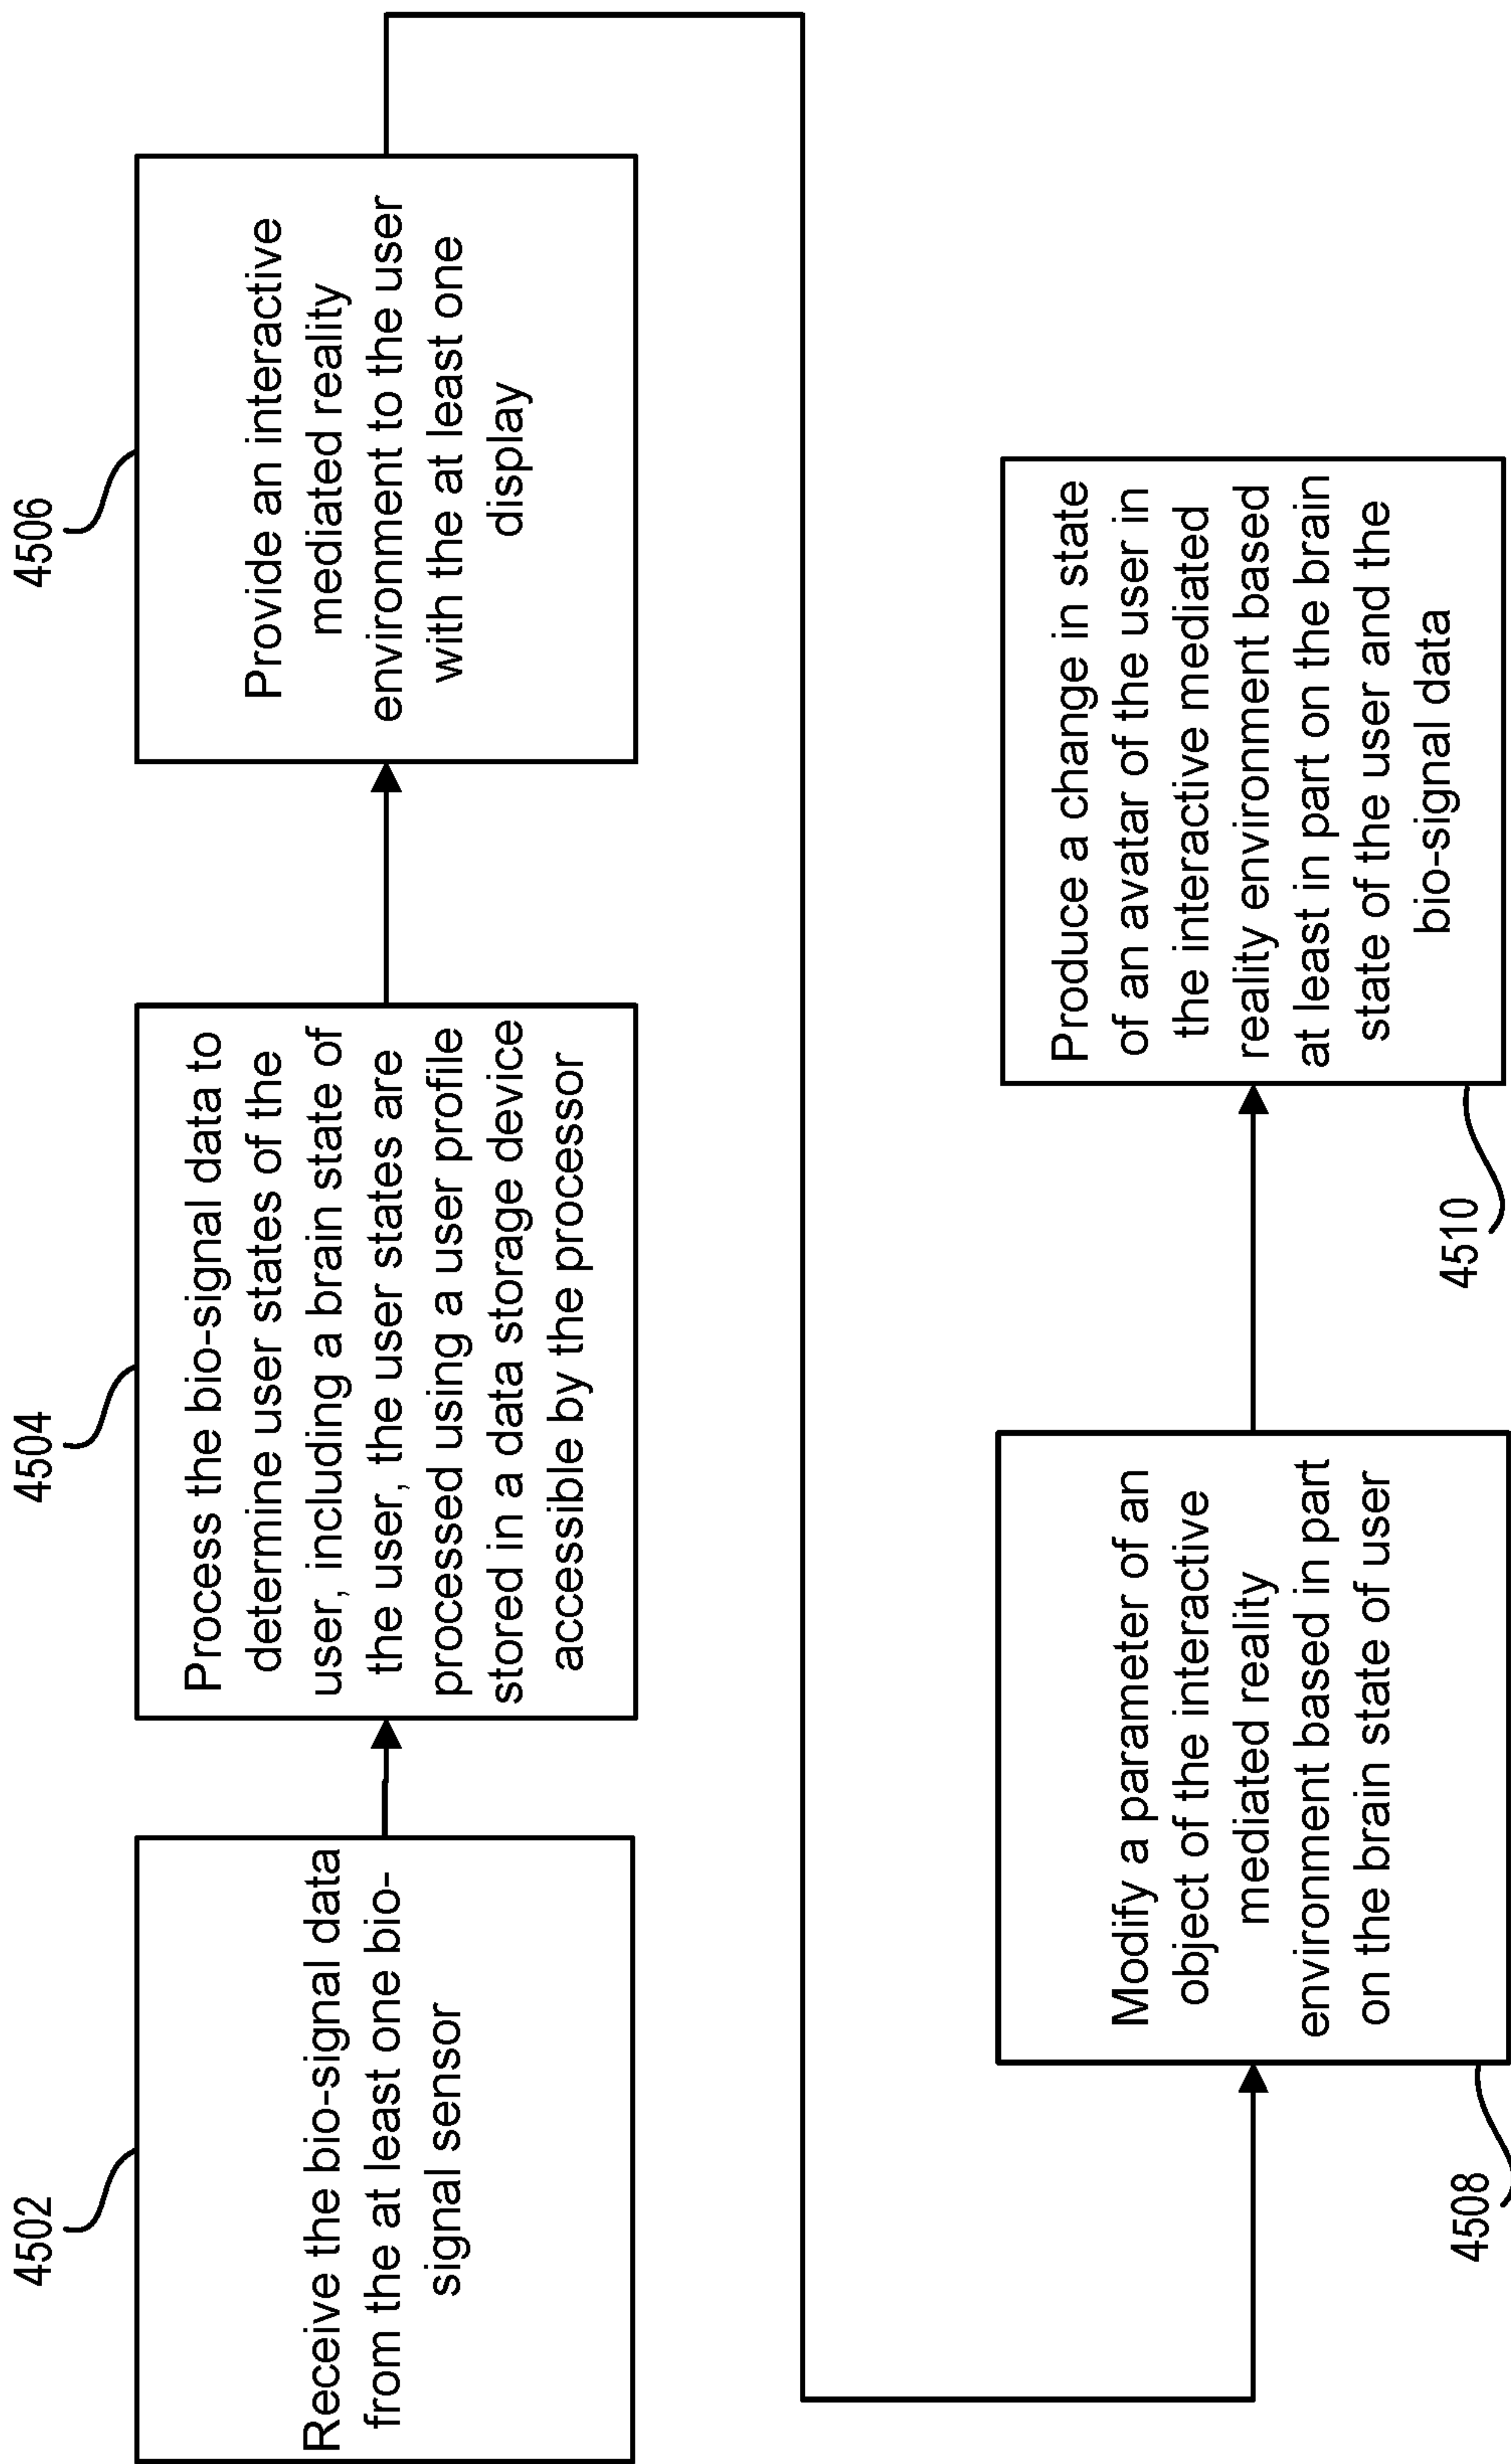 4502
Receive the bio-signal data
from the at least one bio-
signal sensor
4504
Process the bio-signal data to
determine user states of the
user, including a brain state of
the user, the user states are
processed using a user profile
stored in a data storage device
accessible by the processor
4506
Provide an interactive
mediated reality
environment to the user
with the at least one
display
Modify a parameter of an
object of the interactive
mediated reality
environment based in part
on the brain state of user
4508
Produce a change in state
of an avatar of the user in
the interactive mediated
reality environment based
at least in part on the brain
state of the user and the
bio-signal data
4510